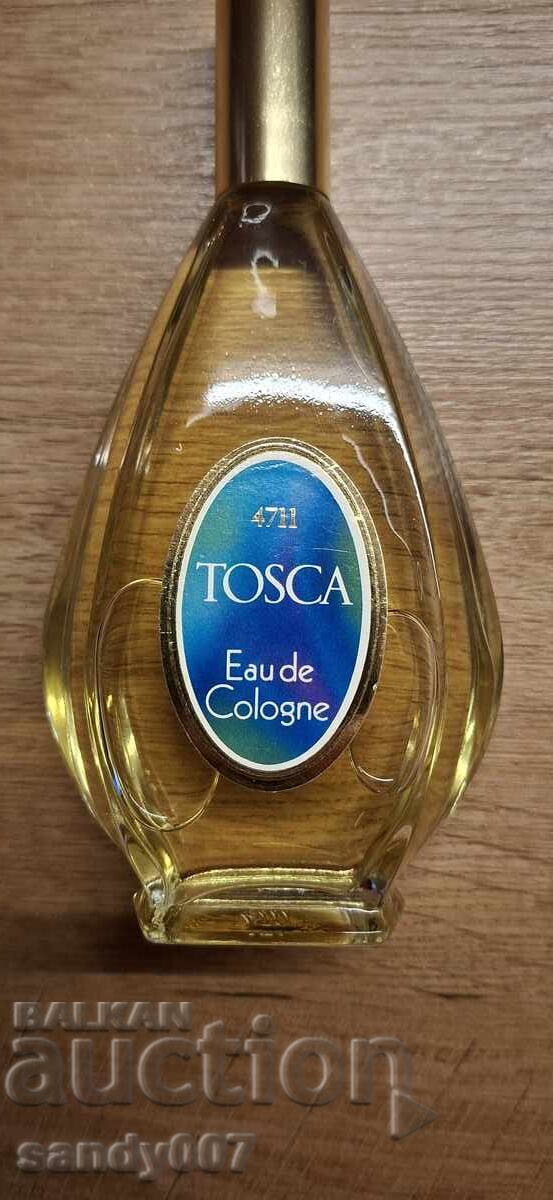 4711
TOSCA
Eau de
Cologne
BALKAN
auction
sandy007